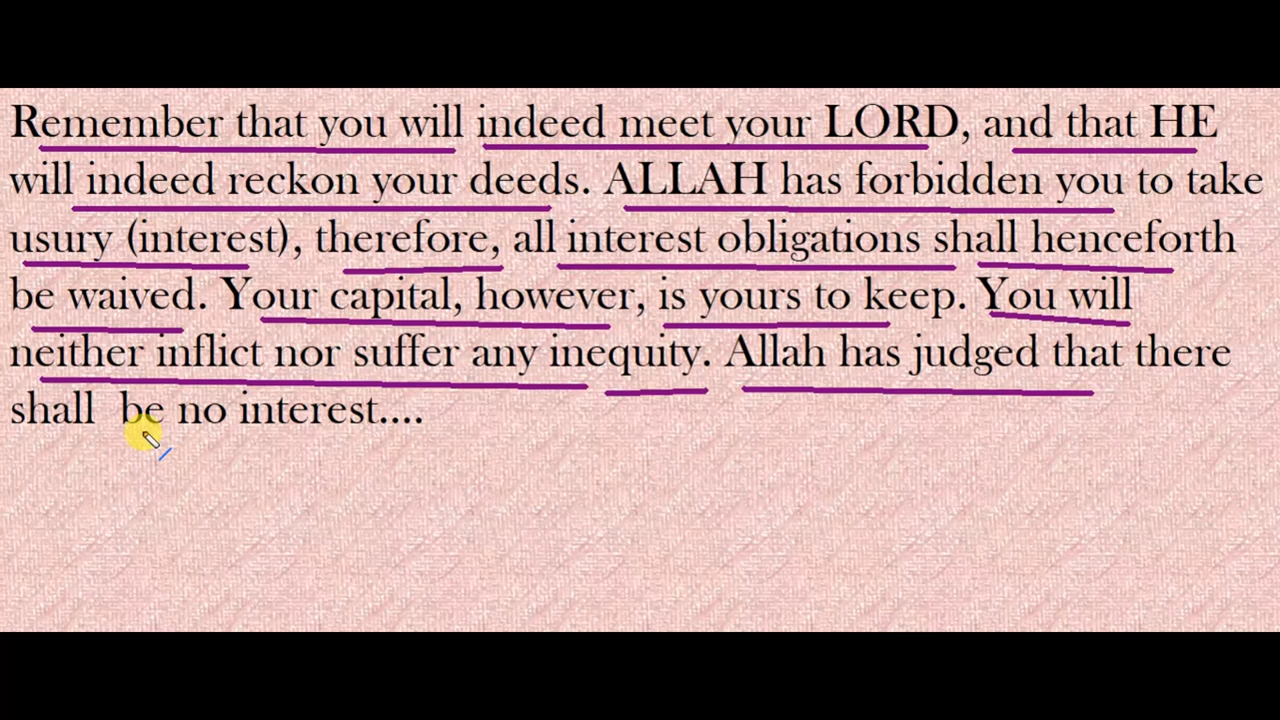 Remember that you will indeed meet your LORD, and that HE
will indeed reckon your deeds. ALLAH has forbidden you to take
usury (interest), therefore, all interest obligations shall henceforth
be waived. Your capital, however, is yours to keep. You will
neither inflict nor suffer any inequity. Allah has judged that there
shall  be no interest....